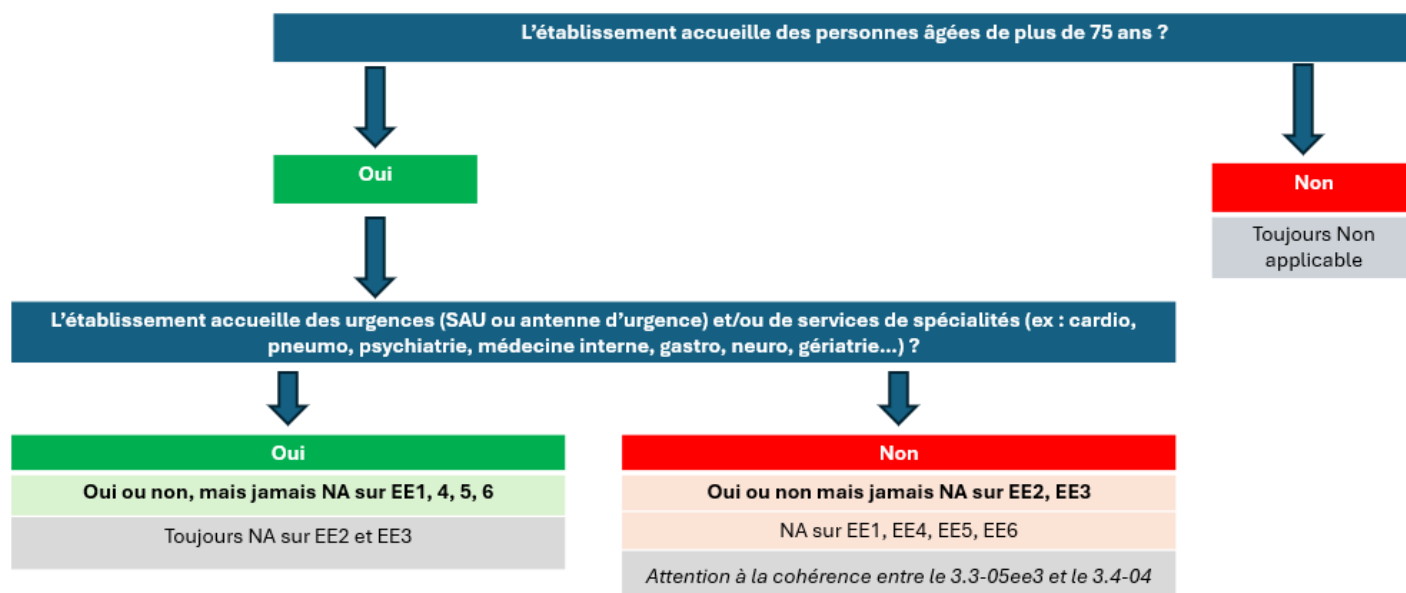 L’établissement accueille des personnes âgées de plus de 75 ans ?
Oui
Non
Toujours Non
applicable
L’établissement accueille des urgences (SAU ou antenne d’urgence) et/ou de services de spécialités (ex : cardio,
pneumo, psychiatrie, médecine interne, gastro, neuro, gériatrie…) ?
Oui
Oui ou non, mais jamais NA sur EE1, 4, 5, 6
Toujours NA sur EE2 et EE3
Non
Oui ou non mais jamais NA sur EE2, EE3
NA sur EE1, EE4, EE5, EE6
Attention à la cohérence entre le 3.3-05ee3 et le 3.4-04